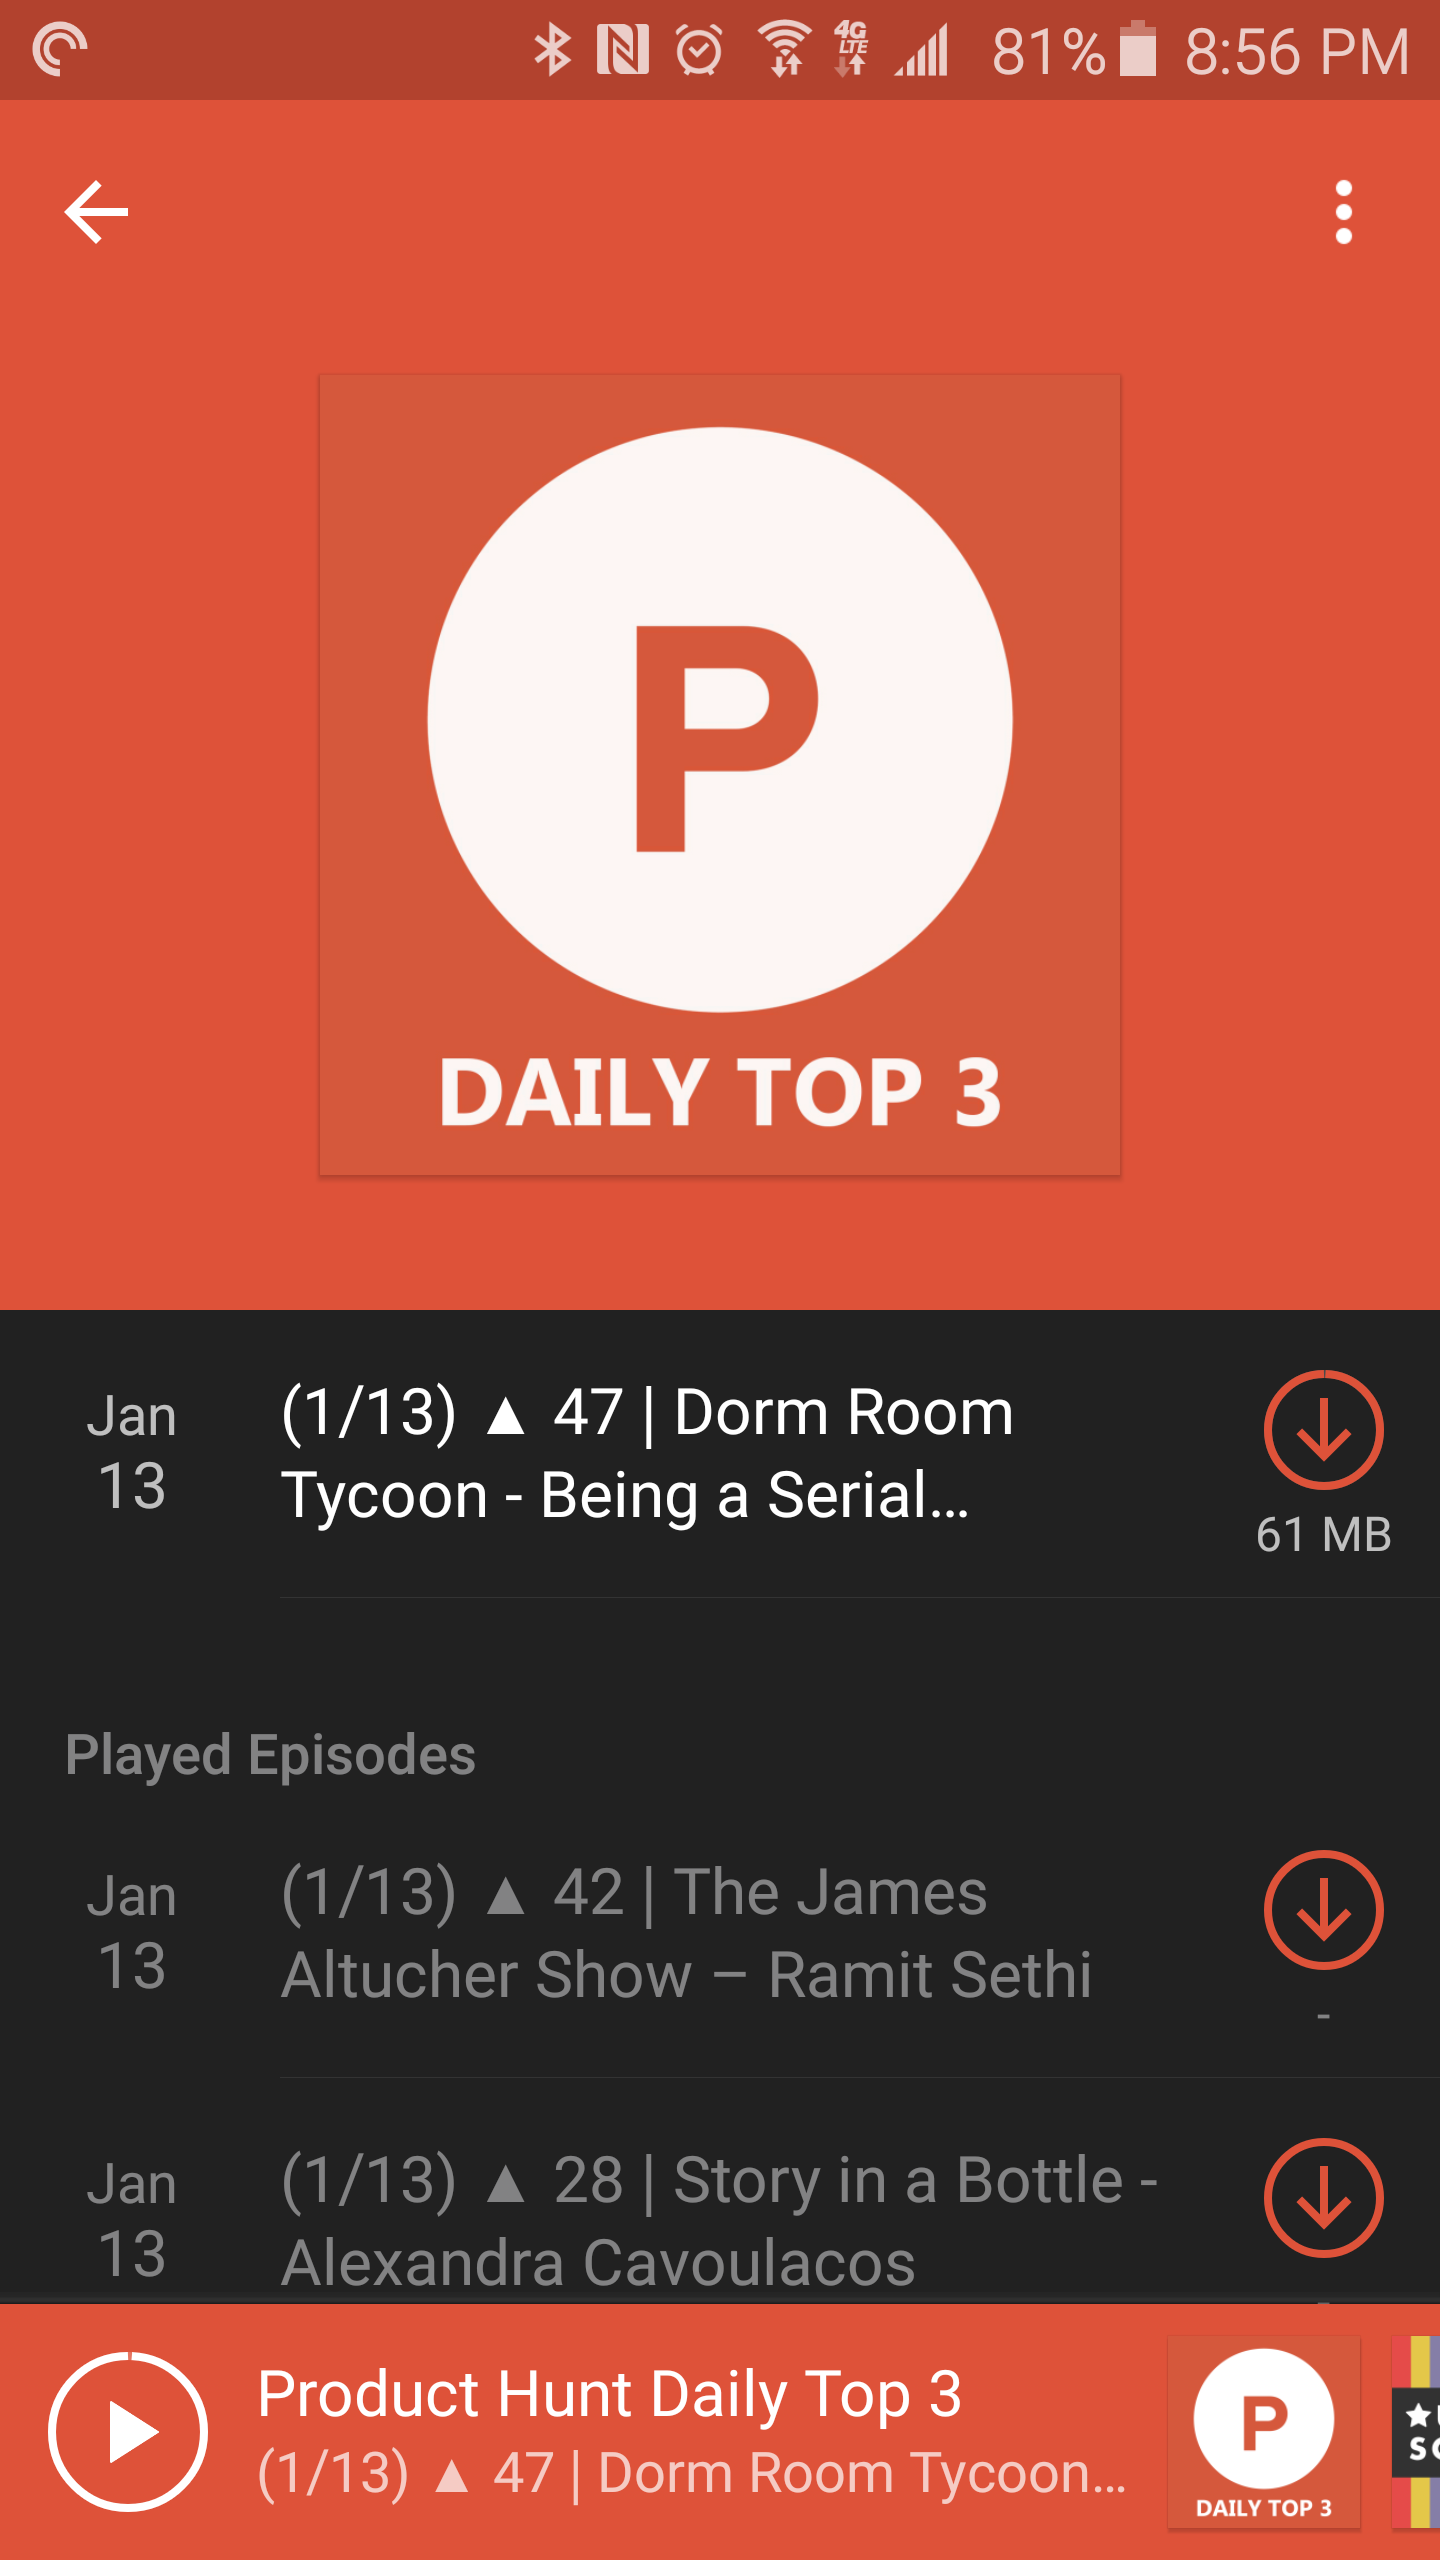 4G LTE 81% 8:56 PM
P
DAILY TOP 3
Jan 13
(1/13) ▲ 47 | Dorm Room
Tycoon - Being a Serial…
61 MB
Played Episodes
Jan 13
(1/13) ▲ 42 | The James
Altucher Show – Ramit Sethi
-
Jan 13
(1/13) ▲ 28 | Story in a Bottle -
Alexandra Cavoulacos
Product Hunt Daily Top 3
(1/13) ▲ 47 | Dorm Room Tycoon…
P
DAILY TOP 3